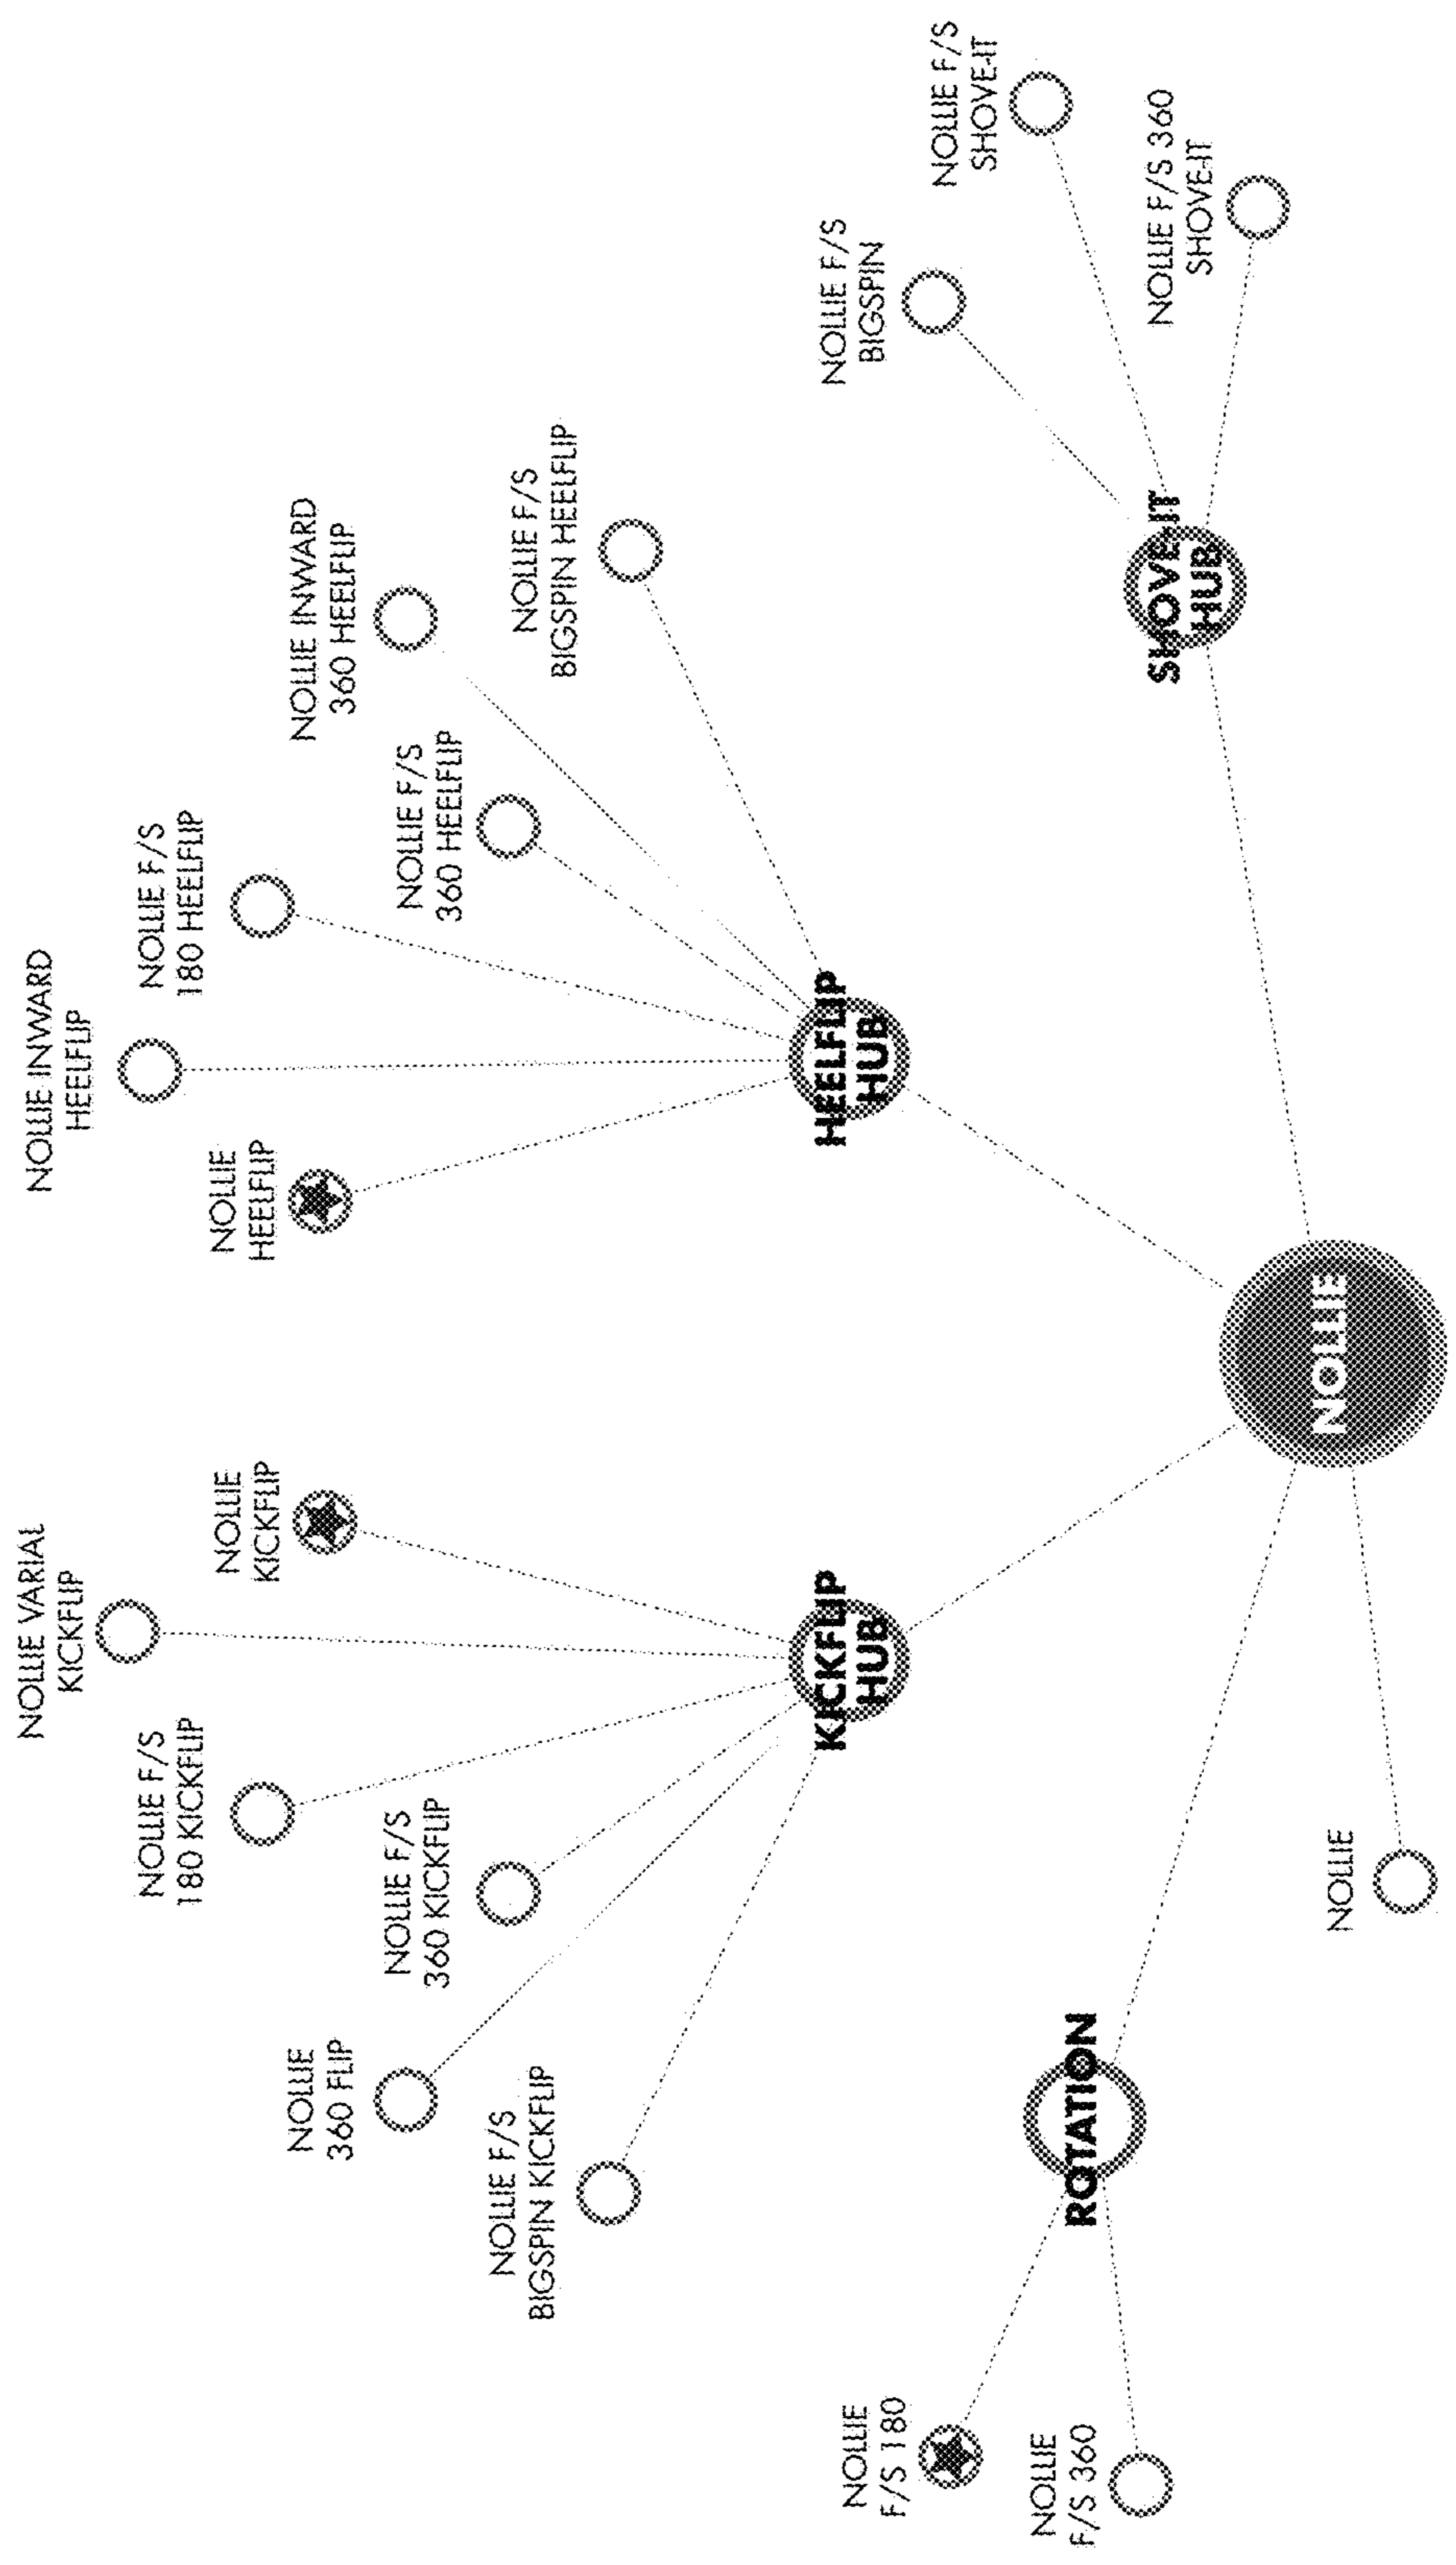 NOLLIE VARIAL
KICKFLIP
NOLLIE
KICKFLIP
NOLLIE F/S
180 KICKFLIP
NOLLIE F/S
360 KICKFLIP
NOLLIE
360 FLIP
NOLLIE F/S
BIGSPIN KICKFLIP
KICKFLIP
HUB
NOLLIE INWARD
HEELFLIP
NOLLIE
HEELFLIP
NOLLIE F/S
180 HEELFLIP
NOLLIE F/S
360 HEELFLIP
NOLLIE INWARD
360 HEELFLIP
NOLLIE F/S
BIGSPIN HEELFLIP
HEELFLIP
HUB
NOLLIE
F/S 180
NOLLIE
F/S 360
ROTATION
NOLLIE
NOLLIE
NOLLIE F/S
BIGSPIN
NOLLIE F/S
SHOVE-IT
NOLLIE F/S 360
SHOVE-IT
SHOVE-IT
HUB